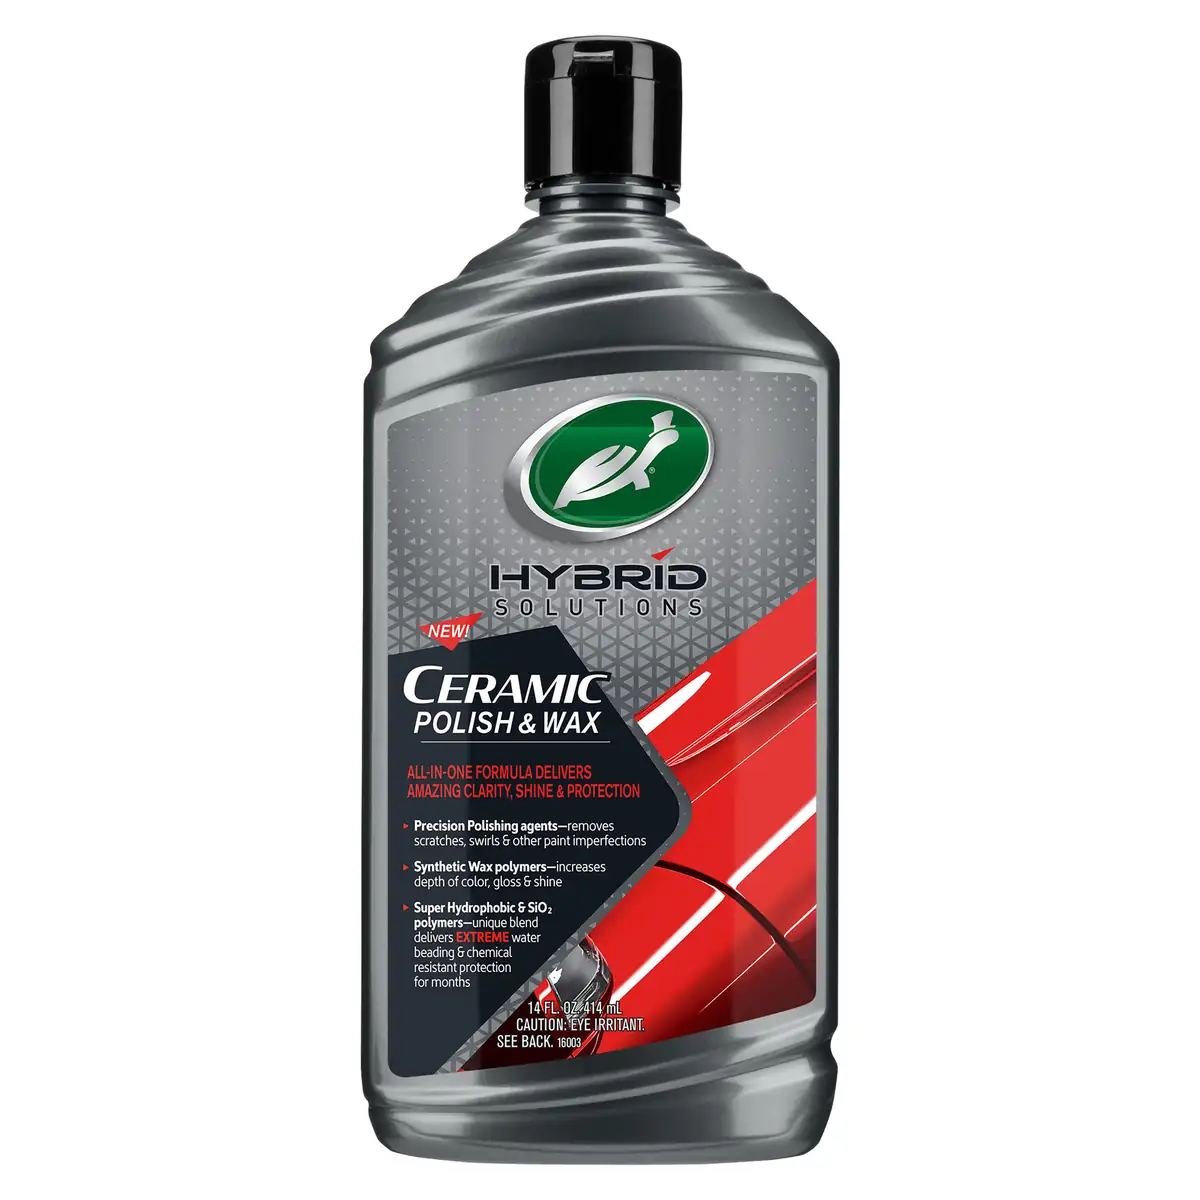 ®
HYBRID
SOLUTIONS
NEW!
CERAMIC
POLISH & WAX
ALL-IN-ONE FORMULA DELIVERS
AMAZING CLARITY, SHINE & PROTECTION
Precision Polishing agents—removes
scratches, swirls & other paint imperfections
Synthetic Wax polymers—increases
depth of color, gloss & shine
Super Hydrophobic & SiO₂
polymers—unique blend
delivers EXTREME water
beading & chemical
resistant protection
for months
14 FL. OZ. 414 mL
CAUTION: EYE IRRITANT.
SEE BACK. 16003